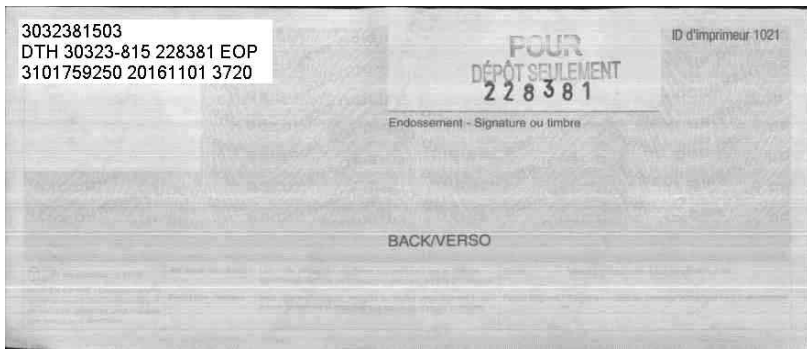 3032381503
DTH 30323-815 228381 EOP
3101759250 20161101 3720
POUR
DÉPÔT SEULEMENT
228381
ID d'imprimeur 1021
Endossement - Signature ou timbre
BACK/VERSO